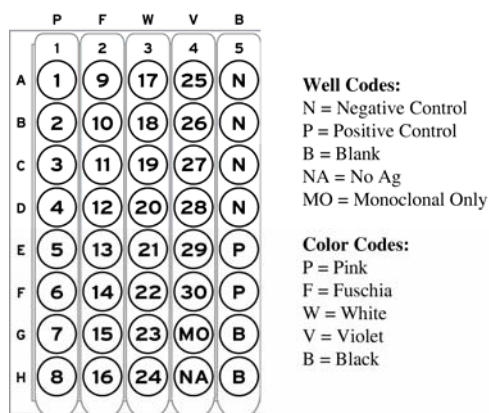 P F W V B
1 2 3 4 5
A 1 9 17 25 N
B 2 10 18 26 N
C 3 11 19 27 N
D 4 12 20 28 N
E 5 13 21 29 P
F 6 14 22 30 P
G 7 15 23 MO B
H 8 16 24 NA B
Well Codes:
N = Negative Control
P = Positive Control
B = Blank
NA = No Ag
MO = Monoclonal Only
Color Codes:
P = Pink
F = Fuschia
W = White
V = Violet
B = Black